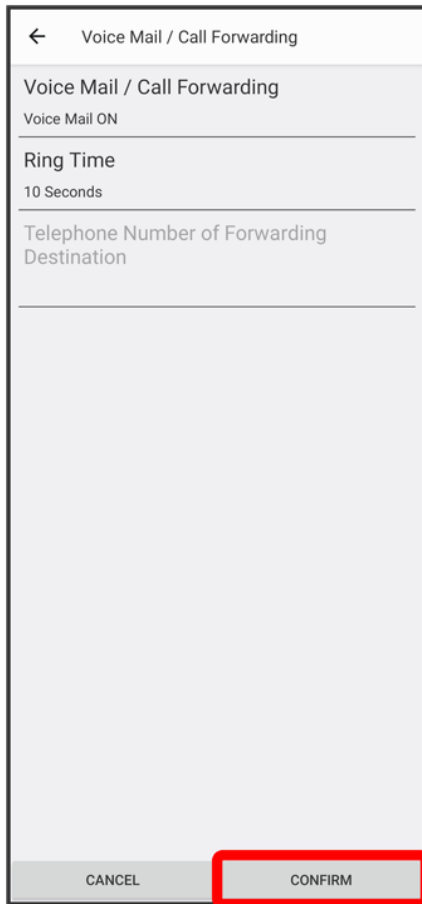 Voice Mail / Call Forwarding
Voice Mail / Call Forwarding
Voice Mail ON
Ring Time
10 Seconds
Telephone Number of Forwarding
Destination
CANCEL
CONFIRM